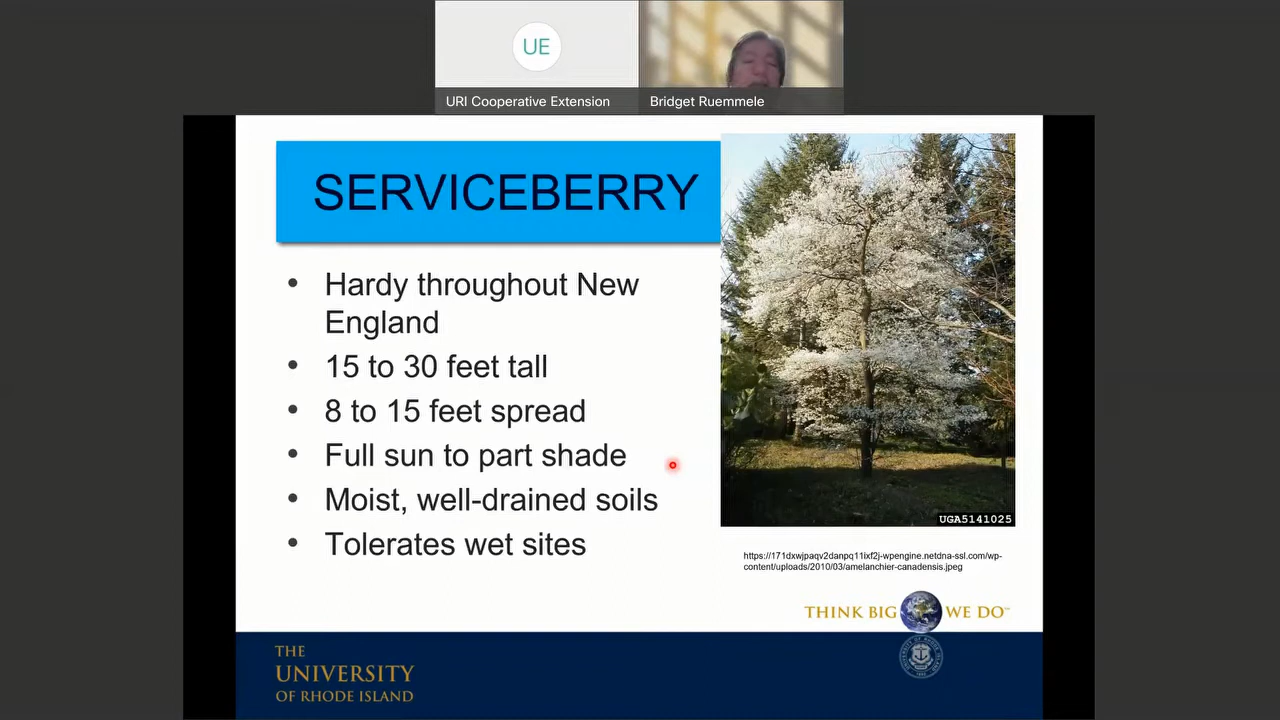 UE
URI Cooperative Extension
Bridget Ruemmele
SERVICEBERRY
• Hardy throughout New
England
• 15 to 30 feet tall
• 8 to 15 feet spread
• Full sun to part shade
• Moist, well-drained soils
• Tolerates wet sites
UGA5141025
https://171dxwjpaqv2danpq11ixf2j-wpengine.netdna-ssl.com/wp-
content/uploads/2010/03/amelanchier-canadensis.jpeg
THINK BIG WE DO™
THE
UNIVERSITY
OF RHODE ISLAND